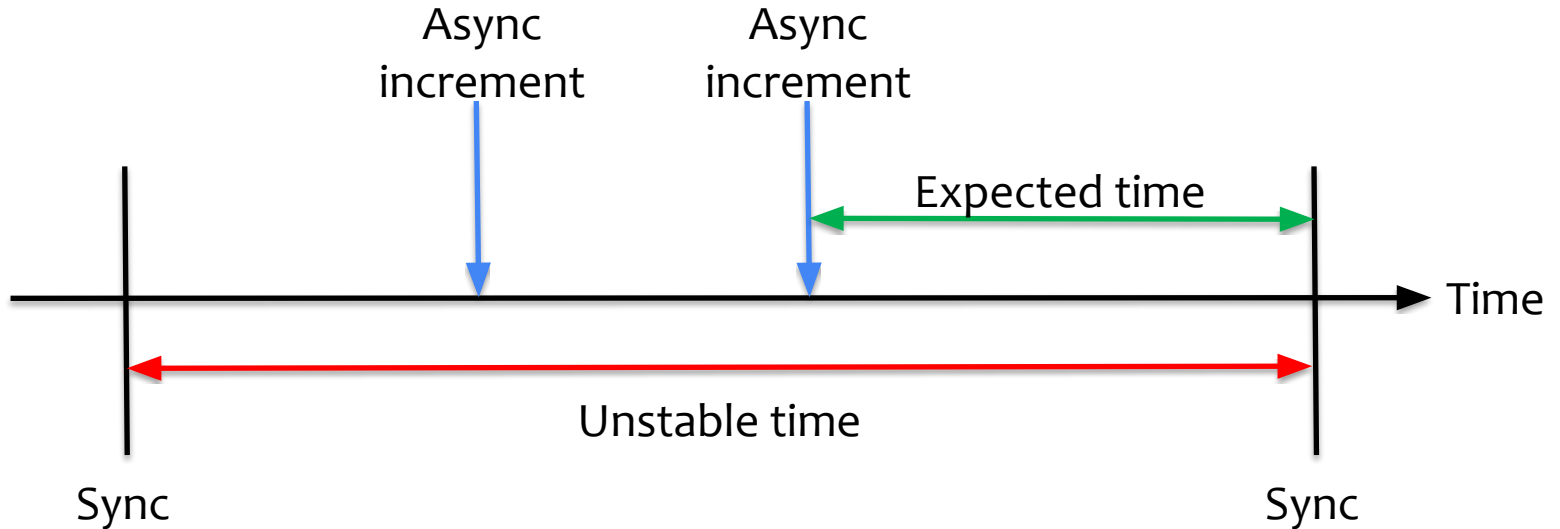 Async
increment
Async
increment
Expected time
Time
Unstable time
Sync
Sync